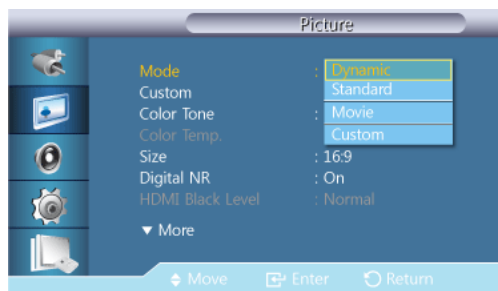 Picture
Mode : Dynamic
Custom Standard
Color Tone : Movie
Color Temp. Custom
Size : 16:9
Digital NR : On
HDMI Black Level : Normal
▼ More
Move Enter Return